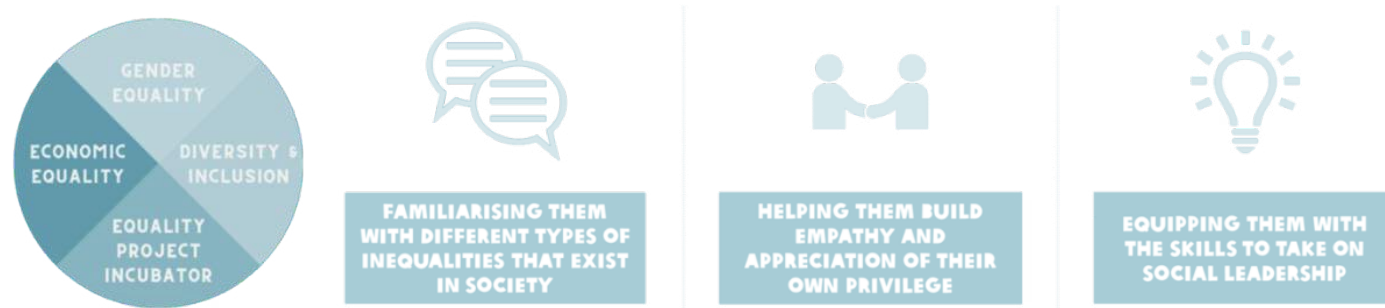 GENDER
EQUALITY
ECONOMIC
EQUALITY
DIVERSITY &
INCLUSION
EQUALITY
PROJECT
INCUBATOR
FAMILIARISING THEM
WITH DIFFERENT TYPES OF
INEQUALITIES THAT EXIST
IN SOCIETY
HELPING THEM BUILD
EMPATHY AND
APPRECIATION OF THEIR
OWN PRIVILEGE
EQUIPPING THEM WITH
THE SKILLS TO TAKE ON
SOCIAL LEADERSHIP